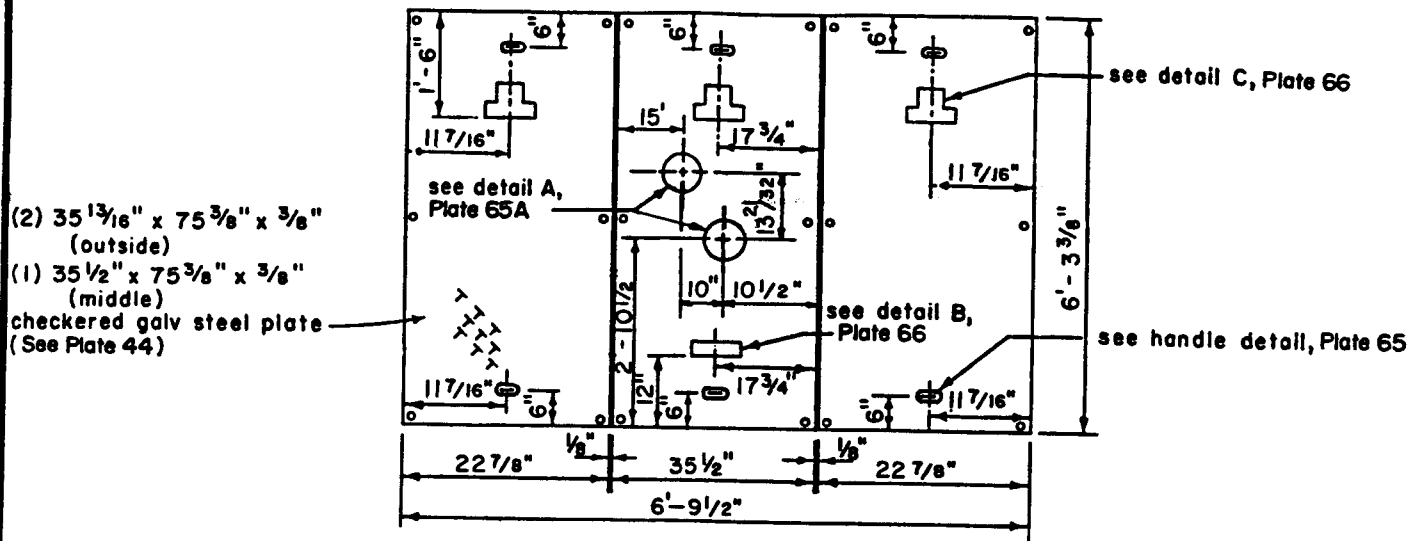 6"
6"
6"
1'-6"
see detail C, Plate 66
15'
17 3/4"
11 7/16"
11 7/16"
see detail A,
Plate 65A
13 21/32"
(2) 35 13/16" x 75 3/8" x 3/8"
(outside)
(1) 35 1/2" x 75 3/8" x 3/8"
(middle)
checkered galv steel plate
(See Plate 44)
6'-3 3/8"
2'-10 1/2
10"
10 1/2"
see detail B,
Plate 66
see handle detail, Plate 65
11 7/16"
6"
12"
6"
17 3/4"
6"
11 7/16"
1/8"
1/8"
22 7/8"
35 1/2"
22 7/8"
6'-9 1/2"